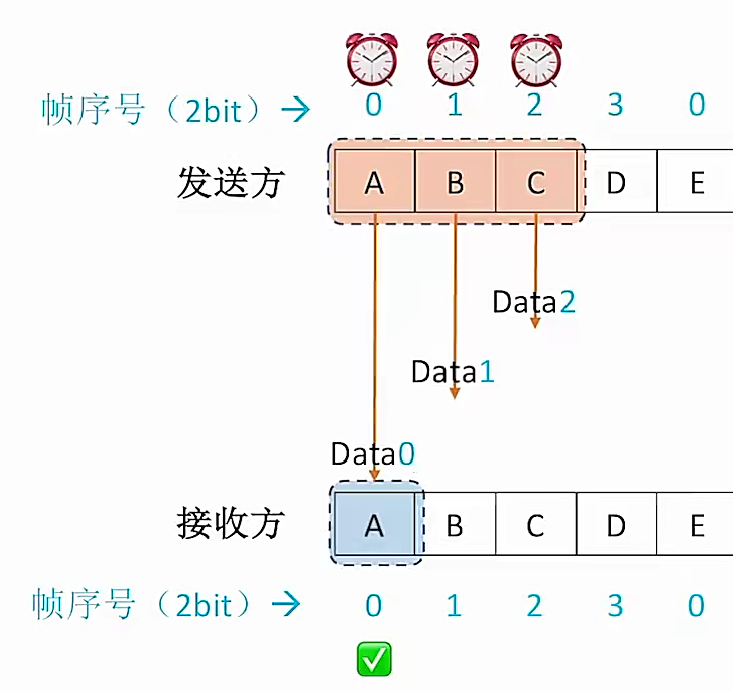 帧序号（2bit）→ 0 1 2 3 0
发送方 A B C D E
Data2
Data1
Data0
接收方 A B C D E
帧序号（2bit）→ 0 1 2 3 0